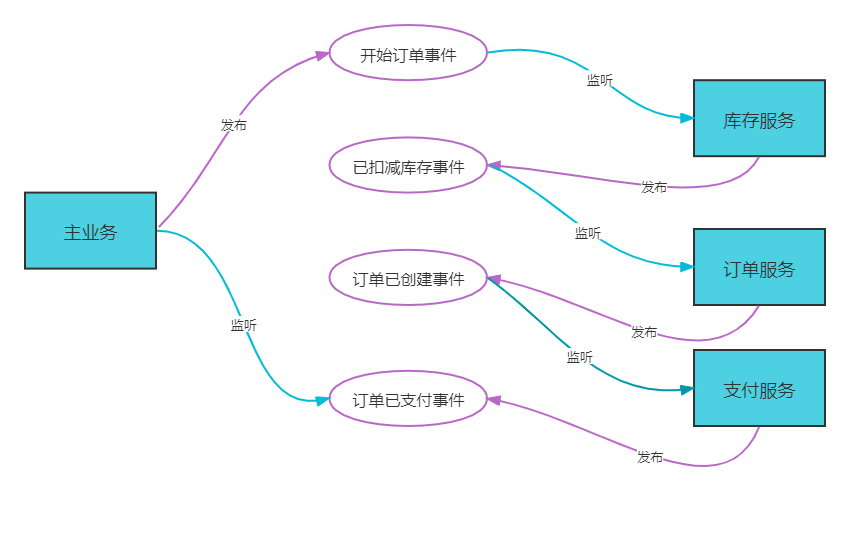 开始订单事件
监听
库存服务
发布
已扣减库存事件
发布
主业务
监听
订单服务
订单已创建事件
监听
发布
监听
支付服务
订单已支付事件
发布